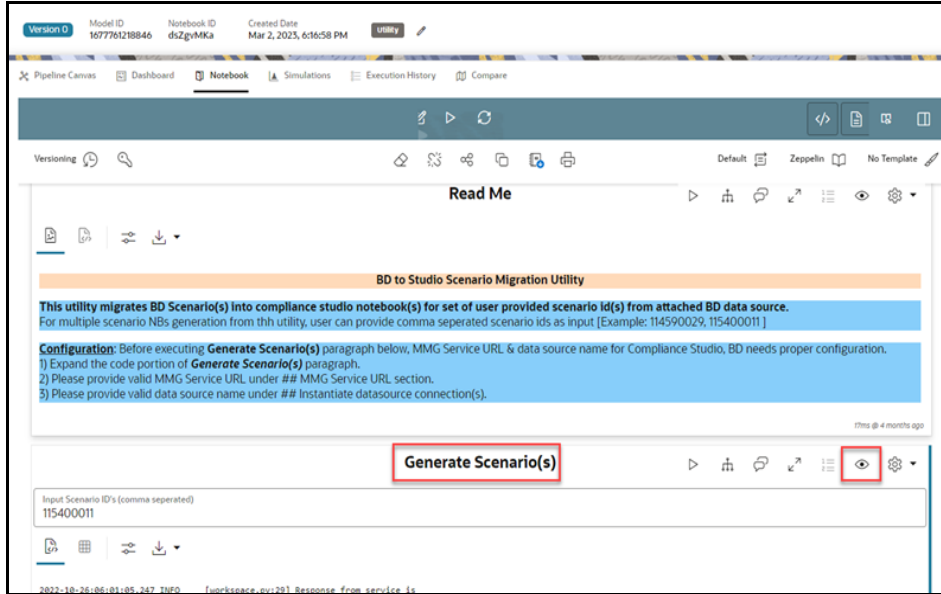 Version 0
Model ID
1677761218846
Notebook ID
dsZgvMKa
Created Date
Mar 2, 2023, 6:16:58 PM
Utility
Pipeline Canvas
Dashboard
Notebook
Simulations
Execution History
Compare
Versioning
Default
Zeppelin
No Template
Read Me
BD to Studio Scenario Migration Utility
This utility migrates BD Scenario(s) into compliance studio notebook(s) for set of user provided scenario id(s) from attached BD data source.
For multiple scenario NBs generation from thh utility, user can provide comma seperated scenario ids as input [Example: 114590029, 115400011 ]
Configuration: Before executing Generate Scenario(s) paragraph below, MMG Service URL & data source name for Compliance Studio, BD needs proper configuration.
1) Expand the code portion of Generate Scenario(s) paragraph.
2) Please provide valid MMG Service URL under ## MMG Service URL section.
3) Please provide valid data source name under ## Instantiate datasource connection(s).
17ms @ 4 months ago
Generate Scenario(s)
Input Scenario ID's (comma seperated)
115400011
2022-10-26:06:01:05,247 INFO [workspace.py:29] Response from service is